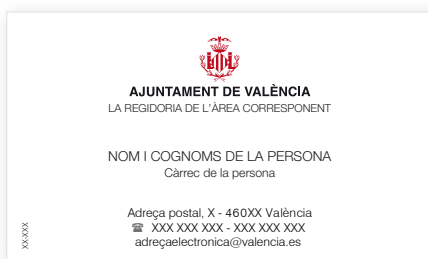 AJUNTAMENT DE VALÈNCIA
LA REGIDORIA DE L'ÀREA CORRESPONENT
NOM I COGNOMS DE LA PERSONA
Càrrec de la persona
Adreça postal, X - 460XX València
☎ XXX XXX XXX - XXX XXX XXX
adreçaelectronica@valencia.es
XX-XXX